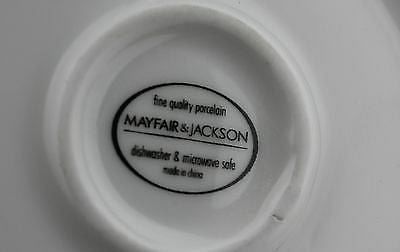 fine quality porcelain
MAYFAIR & JACKSON
dishwasher & microwave safe
made in china